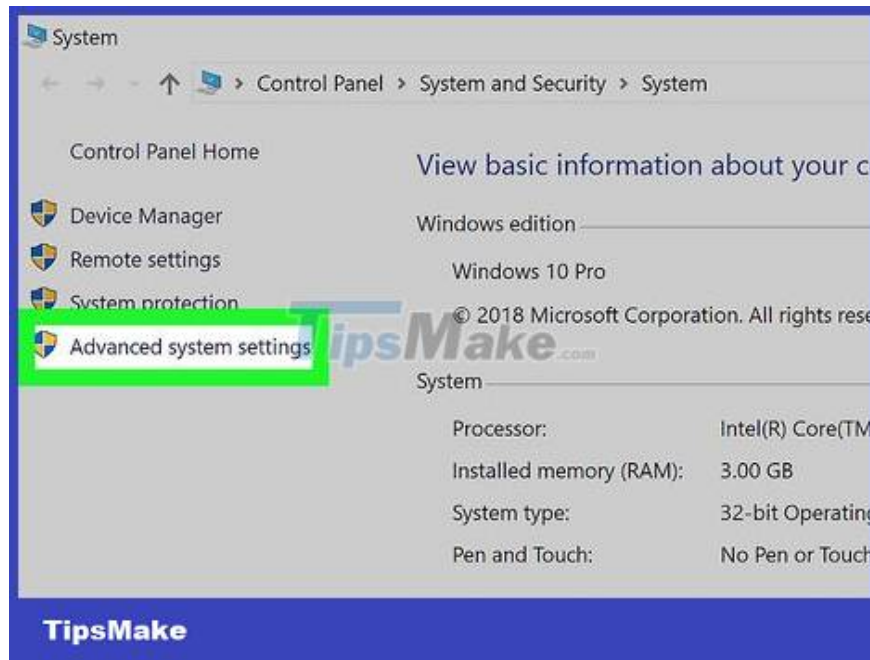 System
Control Panel > System and Security > System
Control Panel Home
Device Manager
Remote settings
System protection
Advanced system settings
View basic information about your c
Windows edition
Windows 10 Pro
© 2018 Microsoft Corporation. All rights rese
TipsMake.com
System
Processor: Intel(R) Core(TM
Installed memory (RAM): 3.00 GB
System type: 32-bit Operating
Pen and Touch: No Pen or Touch
TipsMake